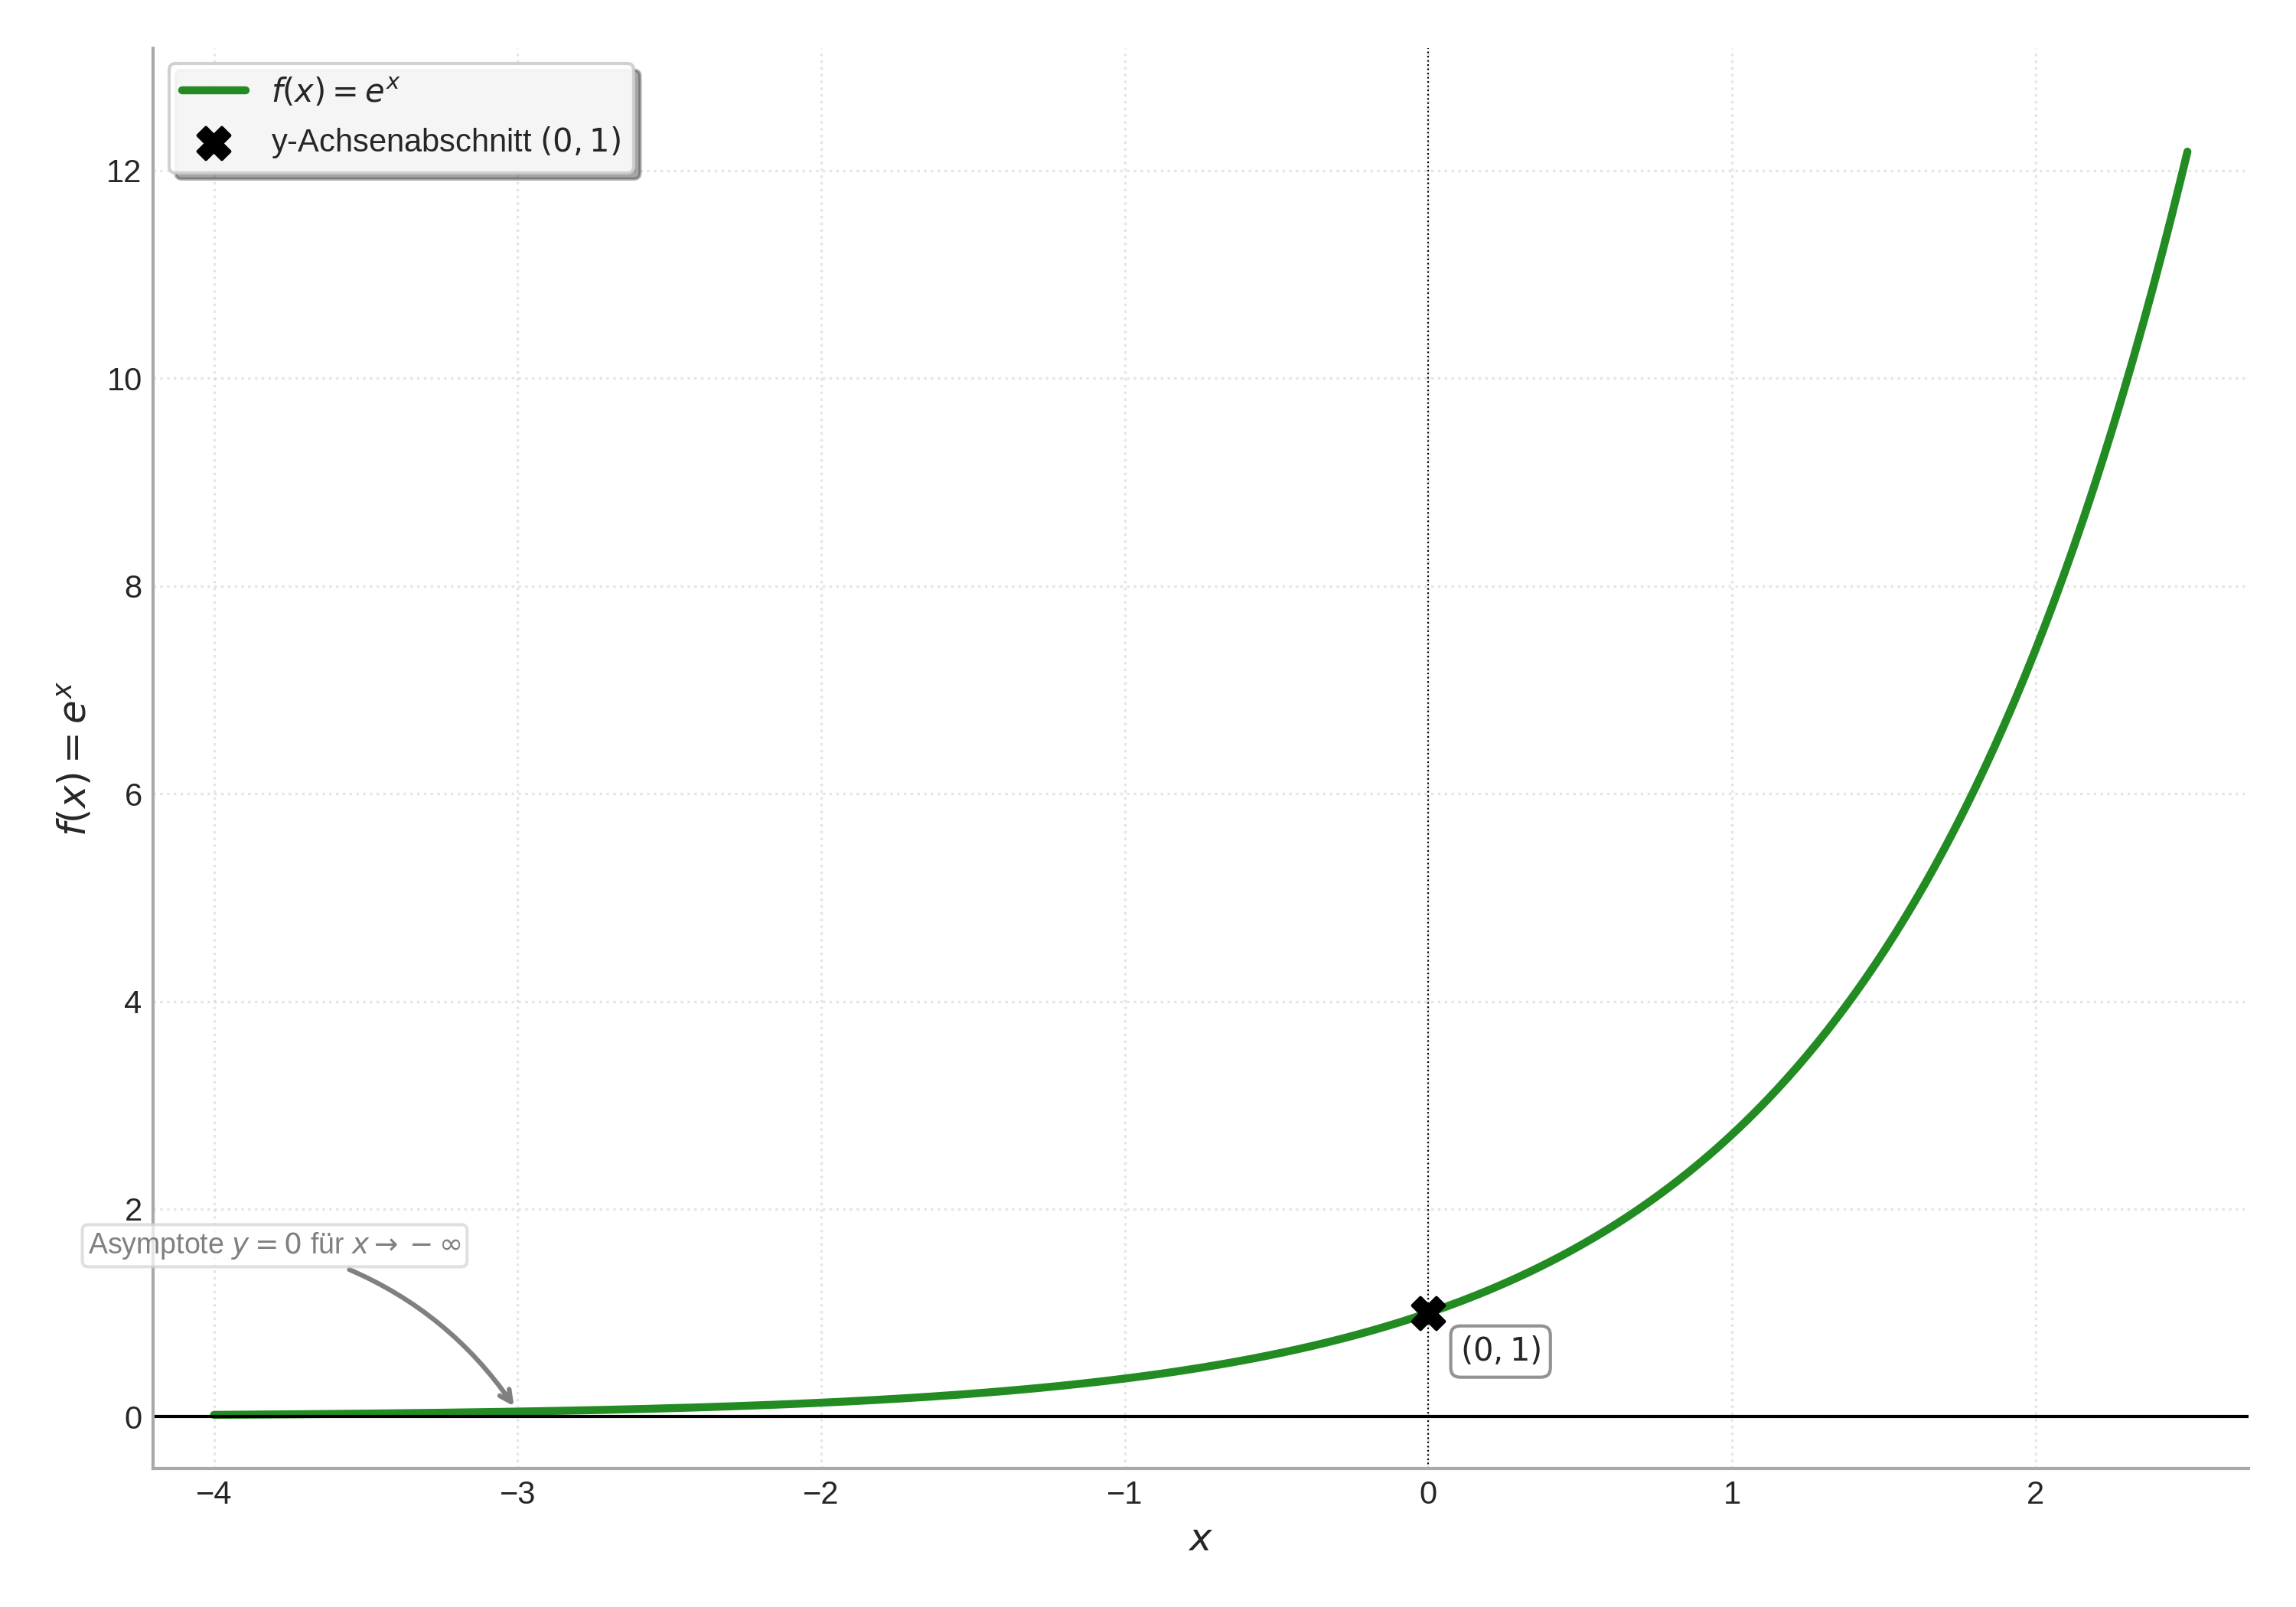 f(x) = e^x
y-Achsenabschnitt (0, 1)
12
10
8
6
4
2
0
f(x) = e^x
Asymptote y = 0 für x → − ∞
(0, 1)
−4 −3 −2 −1 0 1 2
x